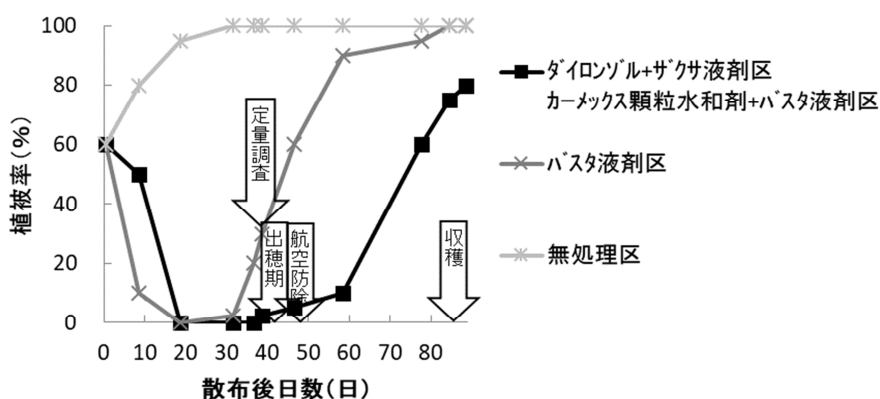 100
80
60
40
20
0
植被率(%)
0 10 20 30 40 50 60 70 80
散布後日数(日)
定量調査
出穂期
航空防除
収穫
ﾀﾞｲﾛﾝｿﾞﾙ+ｻﾞｸｻ液剤区
ｶｰﾒｯｸｽ顆粒水和剤+ﾊﾞｽﾀ液剤区
ﾊﾞｽﾀ液剤区
無処理区